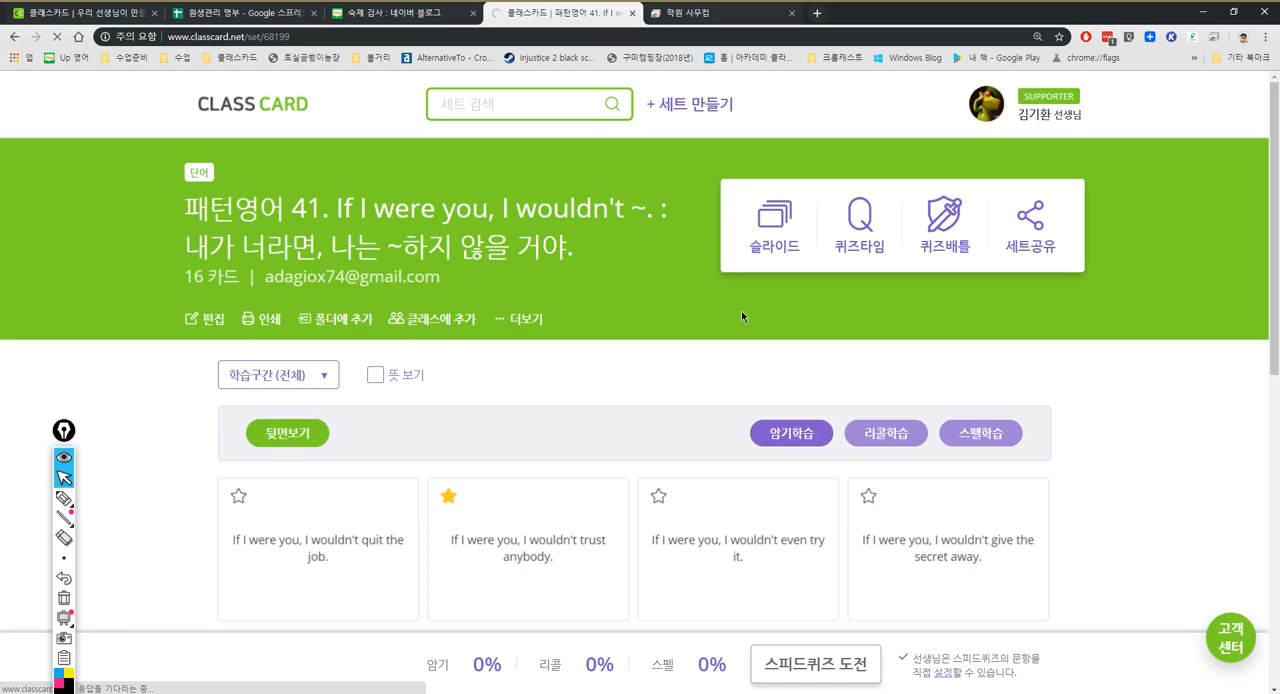 클래스카드 | 우리 선생님이 만든
원생관리 명부 - Google 스프레
숙제 검사 : 네이버 블로그
클래스카드 | 패턴영어 41. If I w
학원 사무컴
주의 요함 | www.classcard.net/set/68199
앱
Up 영어
수업준비
수업
클래스카드
토실굼벵이농장
볼거리
AlternativeTo - Cro...
Injustice 2 black sc...
구미캠핑장(2018년)
홈 | 아카데미 클라...
크롬캐스트
Windows Blog
내 책 - Google Play
chrome://flags
»
기타 북마크
CLASS CARD
세트 검색
+ 세트 만들기
SUPPORTER
김기환 선생님
단어
패턴영어 41. If I were you, I wouldn't ~. :
내가 너라면, 나는 ~하지 않을 거야.
16 카드 | adagiox74@gmail.com
슬라이드
퀴즈타임
퀴즈배틀
세트공유
편집
인쇄
폴더에 추가
클래스에 추가
··· 더보기
학습구간 (전체) ▼
뜻 보기
뒷면보기
암기학습
리콜학습
스펠학습
If I were you, I wouldn't quit the
job.
If I were you, I wouldn't trust
anybody.
If I were you, I wouldn't even try
it.
If I were you, I wouldn't give the
secret away.
고객
센터
암기 0%
리콜 0%
스펠 0%
스피드퀴즈 도전
선생님은 스피드퀴즈의 문항을
직접 설정할 수 있습니다.
www.classcard
응답을 기다리는 중...